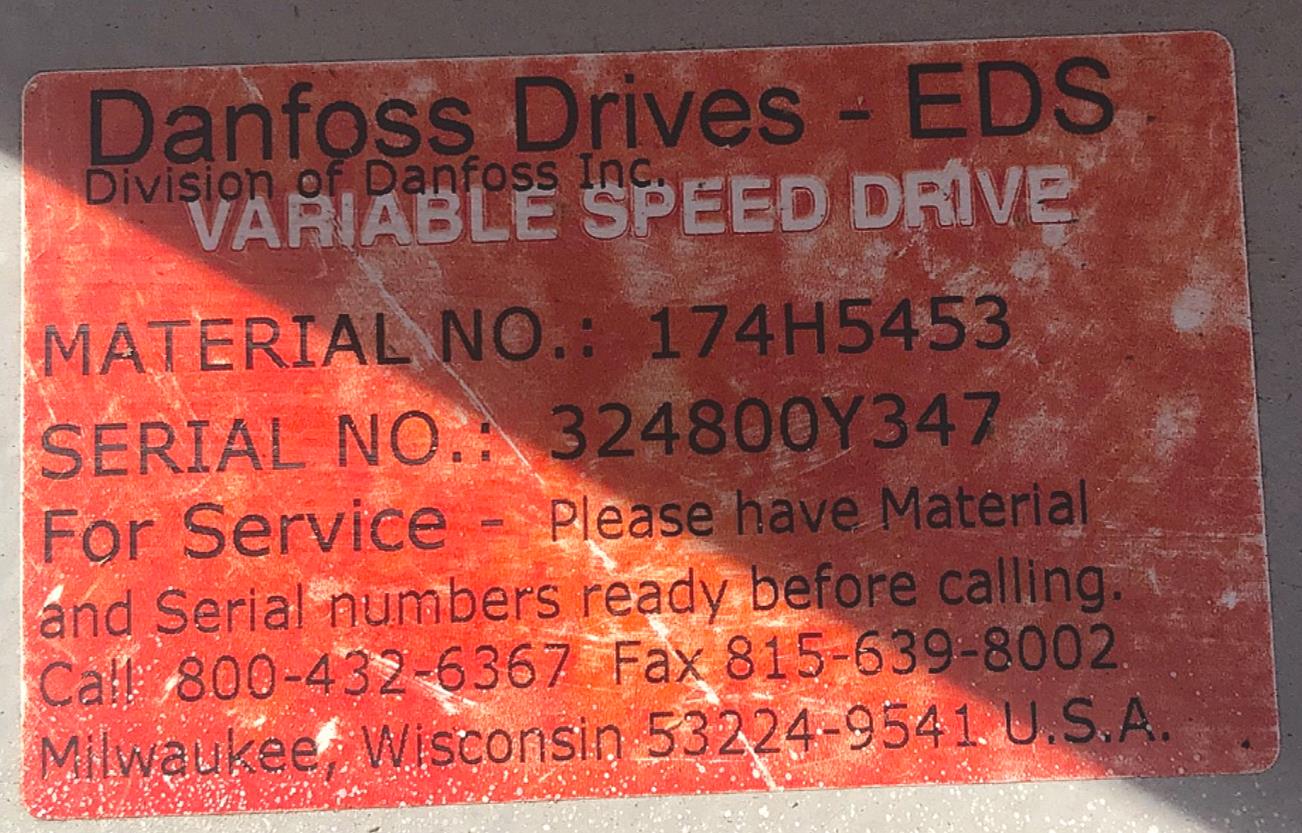 Danfoss Drives - EDS
Division of Danfoss Inc.
VARIABLE SPEED DRIVE
MATERIAL NO.: 174H5453
SERIAL NO.: 324800Y347
For Service - Please have Material
and Serial numbers ready before calling.
Call 800-432-6367 Fax 815-639-8002
Milwaukee, Wisconsin 53224-9541 U.S.A.